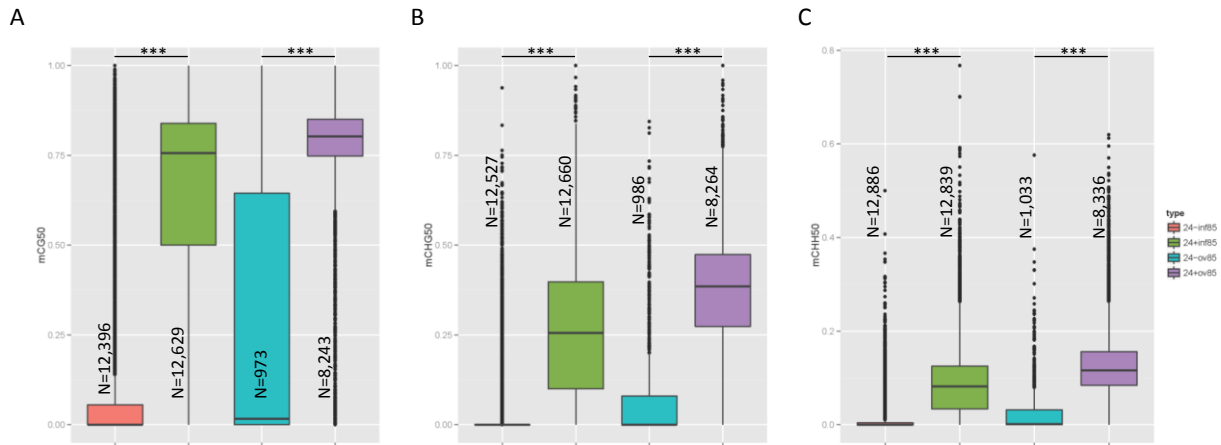 A
B
C
*** ***
*** ***
*** ***
mCG50
1.00
0.75
0.50
0.25
0.00
N=12,396
N=12,629
N=973
N=8,243
mCHG50
1.00
0.75
0.50
0.25
0.00
N=12,527
N=12,660
N=986
N=8,264
mCHH50
0.8
0.6
0.4
0.2
0.0
N=12,886
N=12,839
N=1,033
N=8,336
type
24-inf85
24+inf85
24-ov85
24+ov85